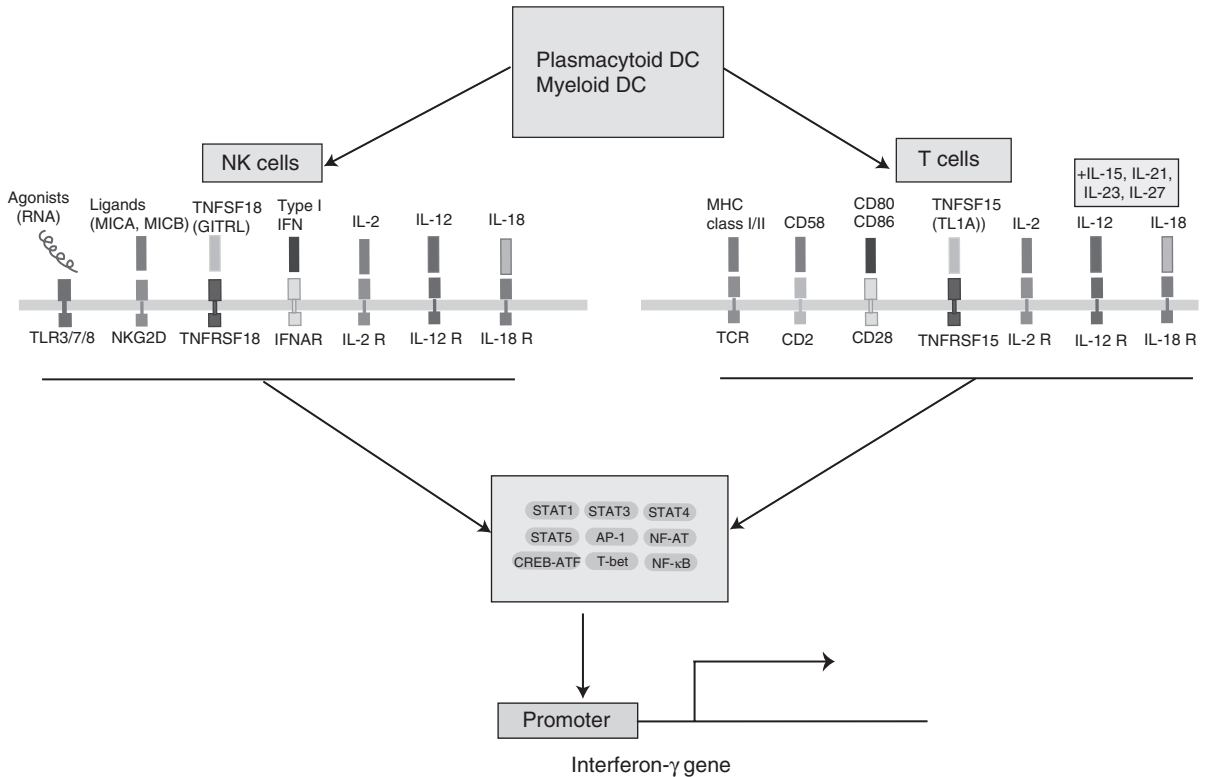 Plasmacytoid DC
Myeloid DC
NK cells
T cells
Agonists
(RNA)
Ligands
(MICA, MICB)
TNFSF18
(GITRL)
Type I
IFN
IL-2
IL-12
IL-18
TLR3/7/8
NKG2D
TNFRSF18
IFNAR
IL-2 R
IL-12 R
IL-18 R
MHC
class I/II
CD58
CD80
CD86
TNFSF15
(TL1A))
IL-2
+IL-15, IL-21,
IL-23, IL-27
IL-12
IL-18
TCR
CD2
CD28
TNFRSF15
IL-2 R
IL-12 R
IL-18 R
STAT1
STAT3
STAT4
STAT5
AP-1
NF-AT
CREB-ATF
T-bet
NF-κB
Promoter
Interferon-γ gene